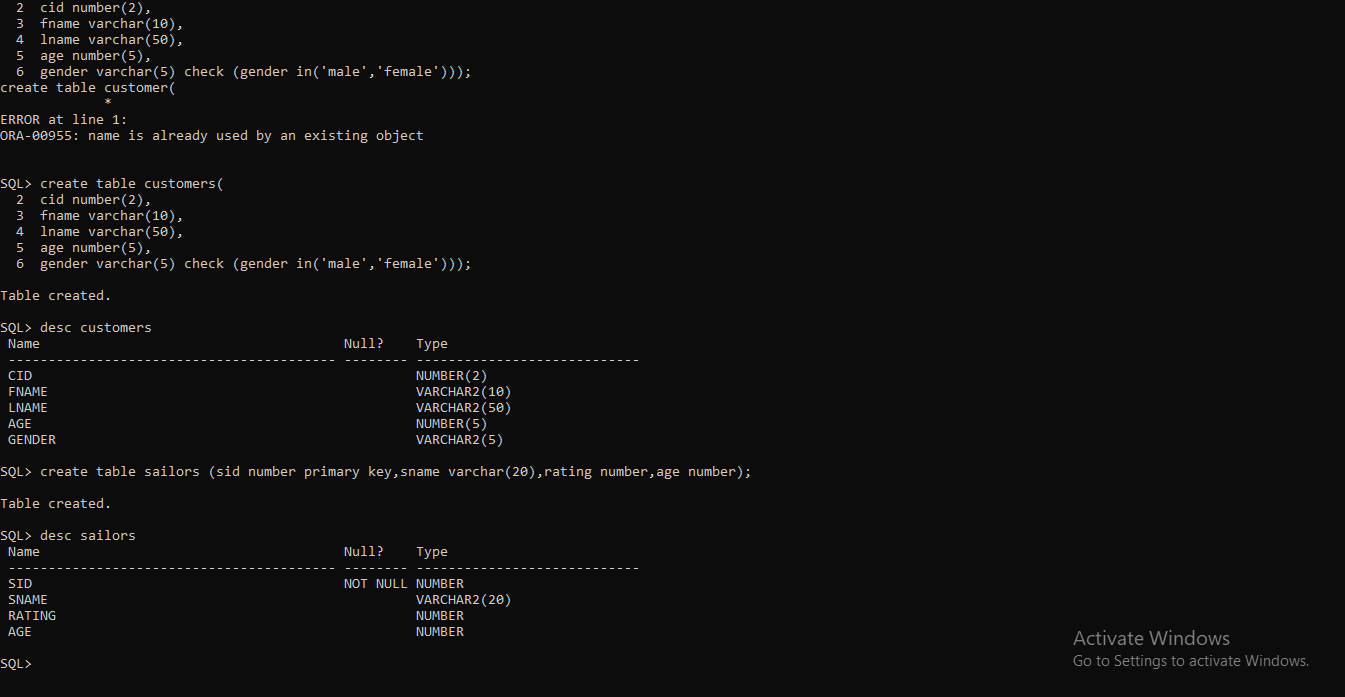 2  cid number(2),
  3  fname varchar(10),
  4  lname varchar(50),
  5  age number(5),
  6  gender varchar(5) check (gender in('male','female')));
create table customer(
             *
ERROR at line 1:
ORA-00955: name is already used by an existing object

SQL> create table customers(
  2  cid number(2),
  3  fname varchar(10),
  4  lname varchar(50),
  5  age number(5),
  6  gender varchar(5) check (gender in('male','female')));

Table created.

SQL> desc customers
 Name                                      Null?    Type
 ----------------------------------------- -------- ----------------------------
 CID                                                NUMBER(2)
 FNAME                                              VARCHAR2(10)
 LNAME                                              VARCHAR2(50)
 AGE                                                NUMBER(5)
 GENDER                                             VARCHAR2(5)

SQL> create table sailors (sid number primary key,sname varchar(20),rating number,age number);

Table created.

SQL> desc sailors
 Name                                      Null?    Type
 ----------------------------------------- -------- ----------------------------
 SID                                       NOT NULL NUMBER
 SNAME                                              VARCHAR2(20)
 RATING                                             NUMBER
 AGE                                                NUMBER

SQL>
Activate Windows
Go to Settings to activate Windows.